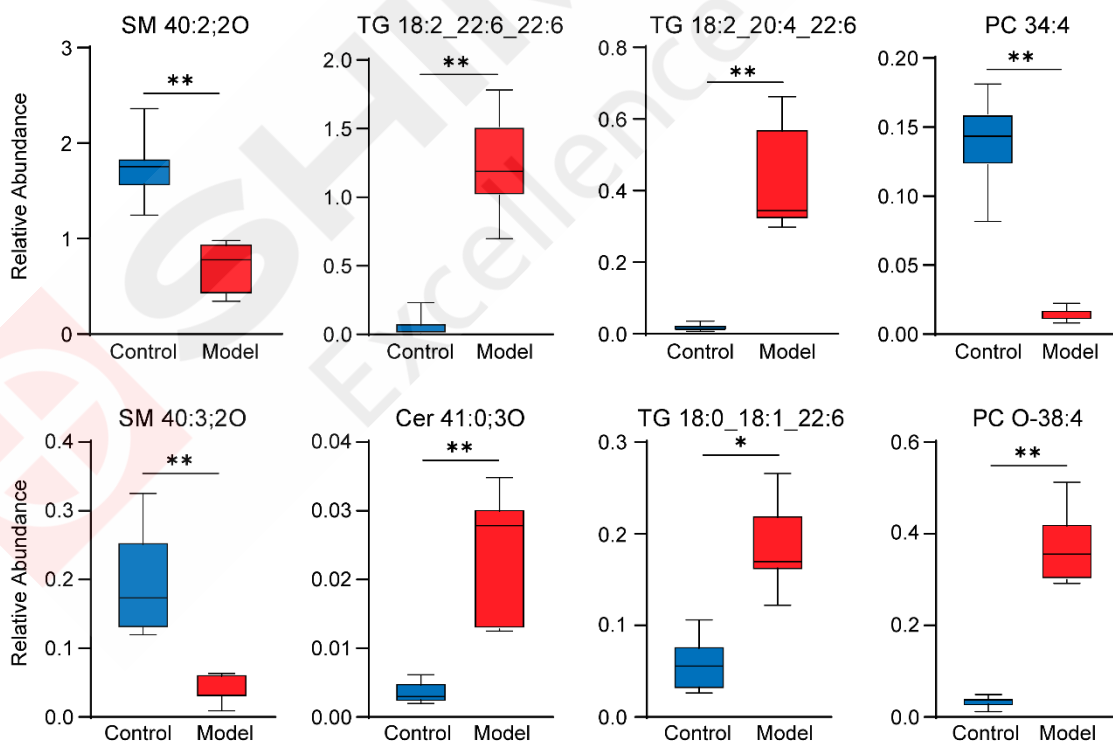 SM 40:2;2O
TG 18:2_22:6_22:6
TG 18:2_20:4_22:6
PC 34:4
Relative Abundance
3
2
1
0
**
Control Model
2.0
1.5
1.0
0.5
0.0
**
Control Model
0.8
0.6
0.4
0.2
0.0
**
Control Model
0.20
0.15
0.10
0.05
0.00
**
Control Model
SM 40:3;2O
Cer 41:0;3O
TG 18:0_18:1_22:6
PC O-38:4
Relative Abundance
0.4
0.3
0.2
0.1
0.0
**
Control Model
0.04
0.03
0.02
0.01
0.00
**
Control Model
0.3
0.2
0.1
0.0
*
Control Model
0.6
0.4
0.2
0.0
**
Control Model
SHIM
Excellence